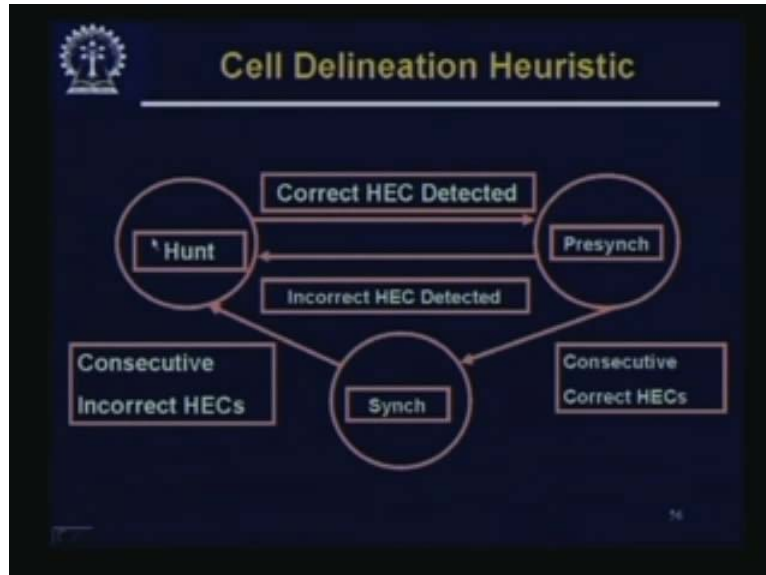 Cell Delineation Heuristic
Correct HEC Detected
Hunt
Presynch
Incorrect HEC Detected
Consecutive
Incorrect HECs
Synch
Consecutive
Correct HECs